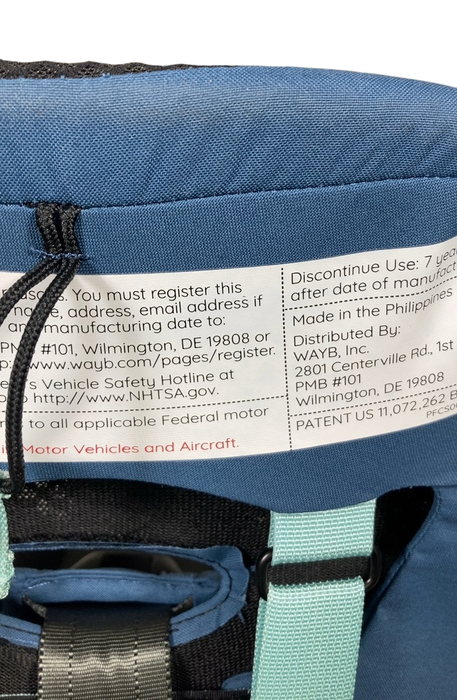 You must register this
name, address, email address if
manufacturing date to:
#101, Wilmington, DE 19808 or
www.wayb.com/pages/register.
Vehicle Safety Hotline at
http://www.NHTSA.gov.
to all applicable Federal motor
Motor Vehicles and Aircraft.
Discontinue Use: 7
after date of
Made in the Philippines
Distributed By:
WAYB, Inc.
2801 Centerville Rd., 1st
PMB #101
Wilmington, DE 19808
PATENT US 11,072,262 B